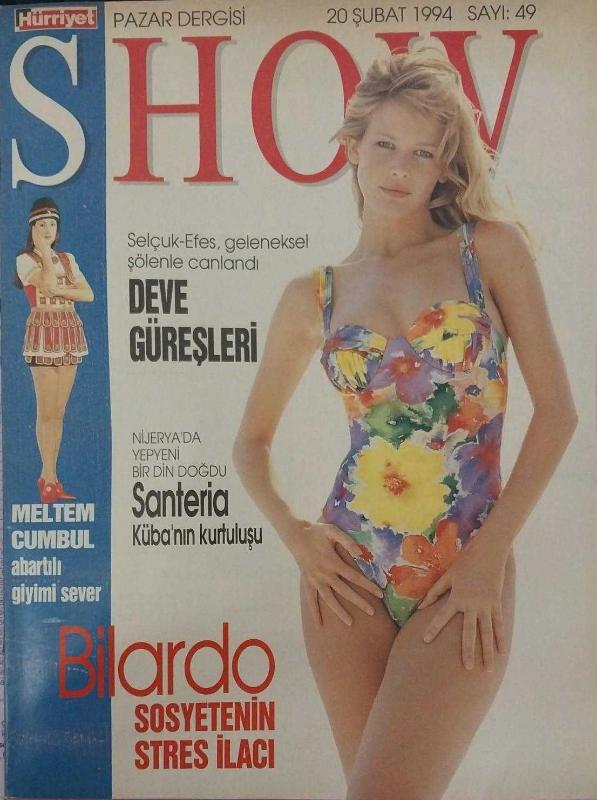 Hürriyet
PAZAR DERGİSİ
20 ŞUBAT 1994 SAYI: 49
SHOW
Selçuk-Efes, geleneksel
şölenle canlandı
DEVE
GÜREŞLERİ
NİJERYA'DA
YEPYENİ
BİR DİN DOĞDU
Santeria
Küba'nın kurtuluşu
MELTEM
CUMBUL
abartılı
giyimi sever
Bilardo
SOSYETENİN
STRES İLACI